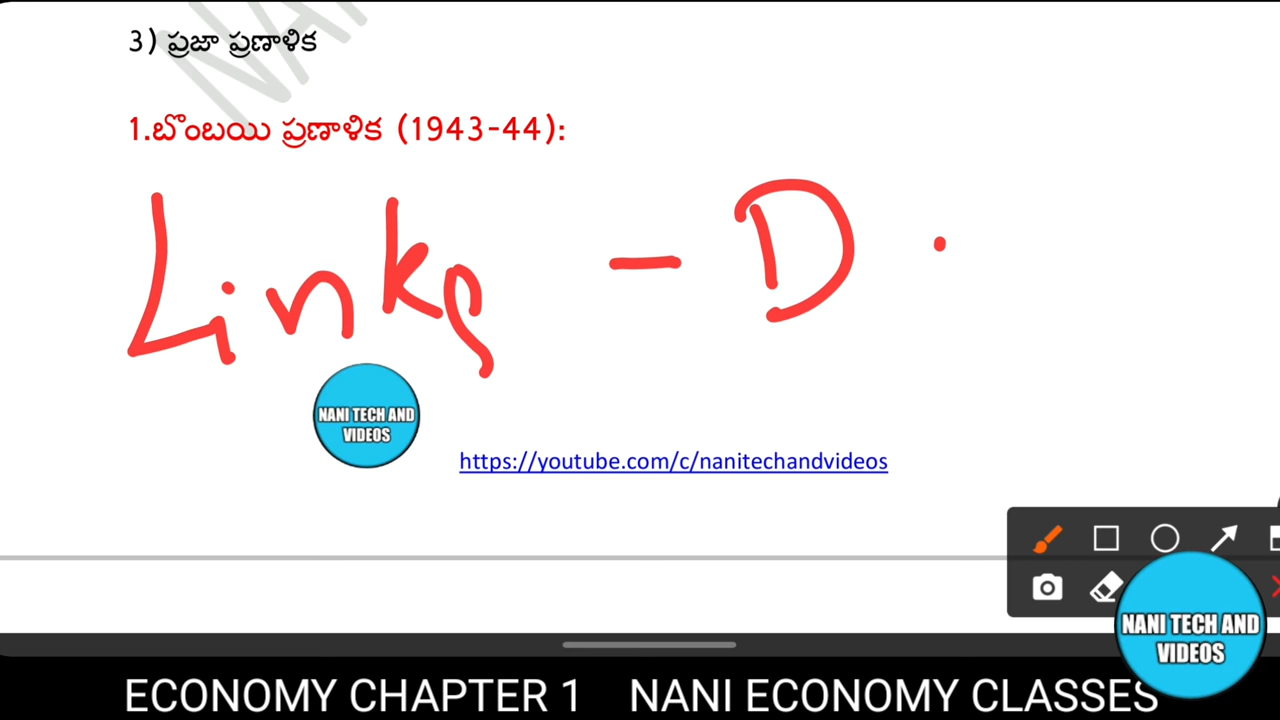 3) ప్రజా ప్రణాళిక
1.బొంబయి ప్రణాళిక (1943-44):
Links - D .
NANI TECH AND
VIDEOS
https://youtube.com/c/nanitechandvideos
NANI TECH AND
VIDEOS
ECONOMY CHAPTER 1 NANI ECONOMY CLASSES